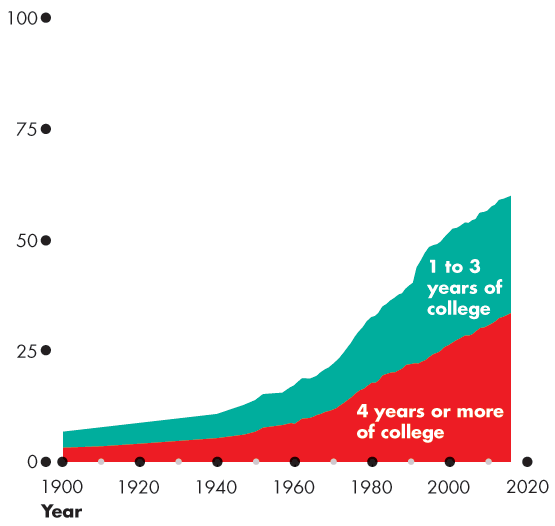 100
75
50
25
0
1 to 3
years of
college
4 years or more
of college
1900 1920 1940 1960 1980 2000 2020
Year